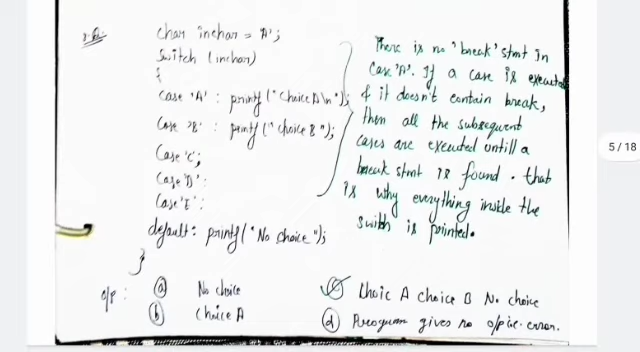 char inchar = 'A';
Switch (inchar)
{
Case 'A' : printf ("Choice A \n");
Case 'B' : printf ("choice B");
Case 'C';
Case 'D' :
Case 'E' :
default: printf ("No choice");
}
There is no 'break' stmt in
Case 'A'. If a case is executed
& it doesn't contain break,
then all the subsequent
cases are executed untill a
break stmt is found. that
is why everything inside the
switch is printed.
o/p : (a) No choice
(b) Choice A
(c) Choic A choice B No choice
(d) Program gives no o/p i.e. error.
5 / 18